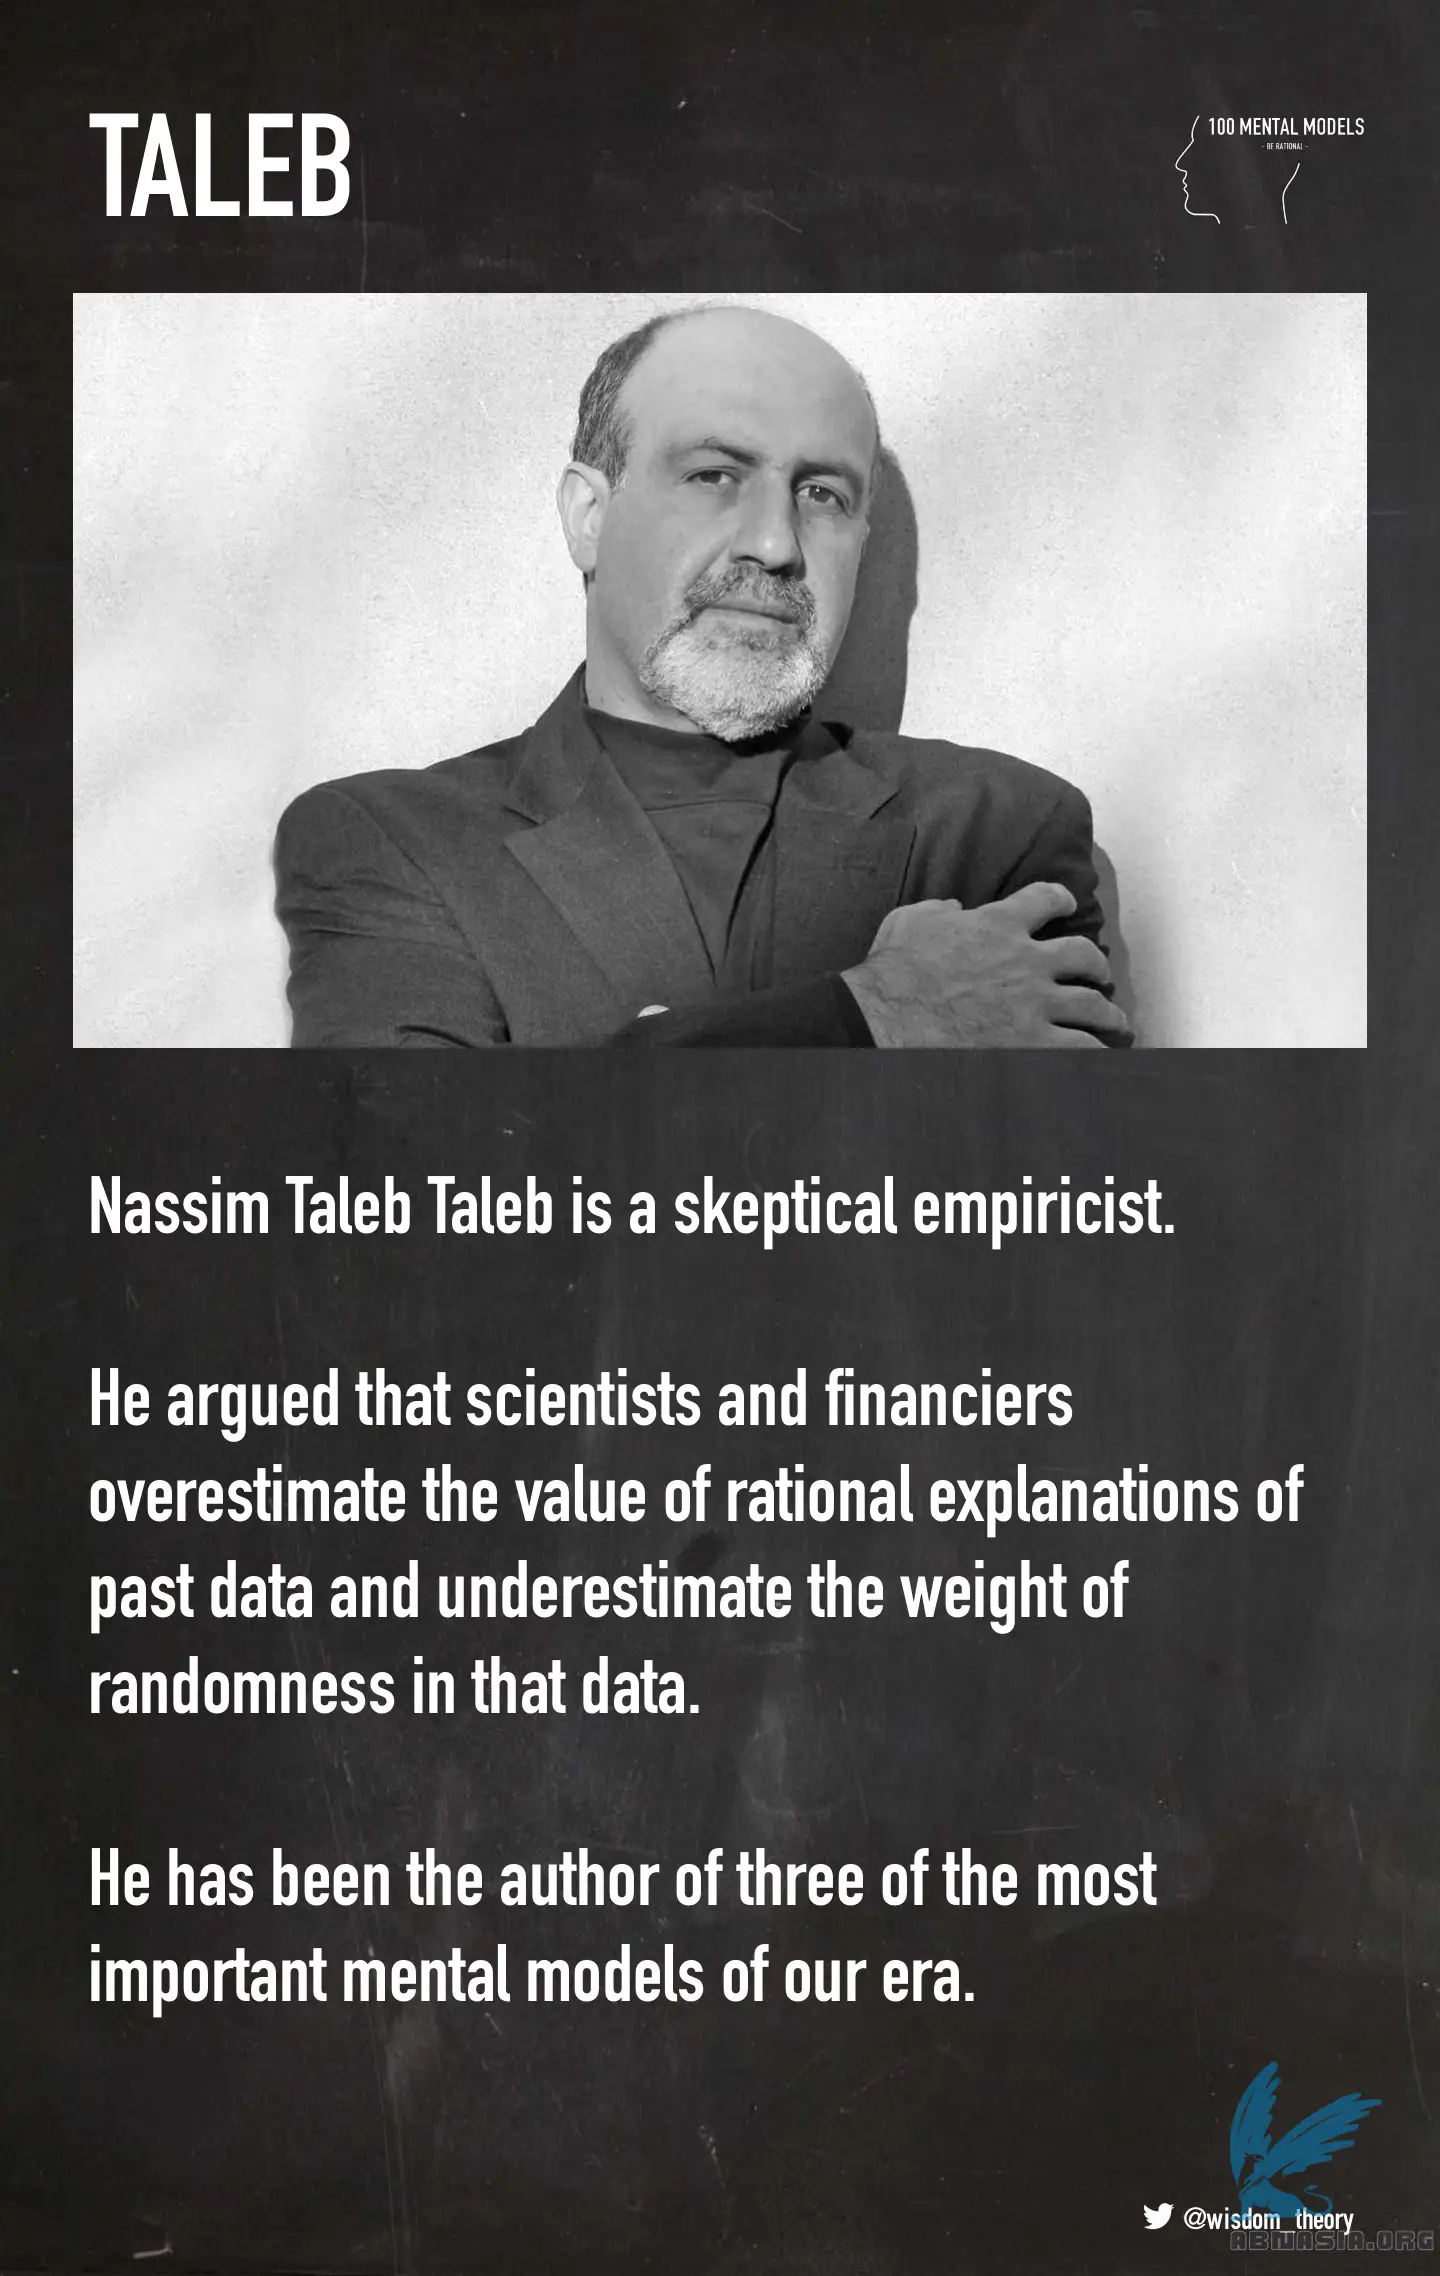 TALEB
100 MENTAL MODELS
- BE RATIONAL -
Nassim Taleb Taleb is a skeptical empiricist.
He argued that scientists and financiers
overestimate the value of rational explanations of
past data and underestimate the weight of
randomness in that data.
He has been the author of three of the most
important mental models of our era.
@wisdom_theory
ABNASIA.ORG